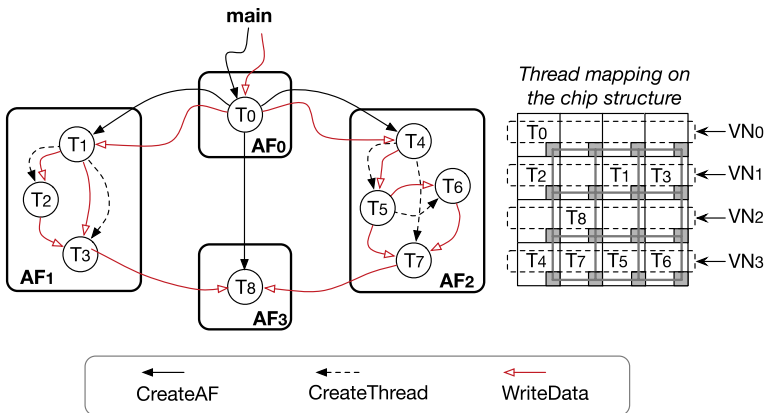 main
T0
AF0
T1
T2
T3
AF1
T4
T5
T6
T7
AF2
T8
AF3
Thread mapping on
the chip structure
T0 VN0
T2 T1 T3 VN1
T8 VN2
T4 T7 T5 T6 VN3
CreateAF CreateThread WriteData